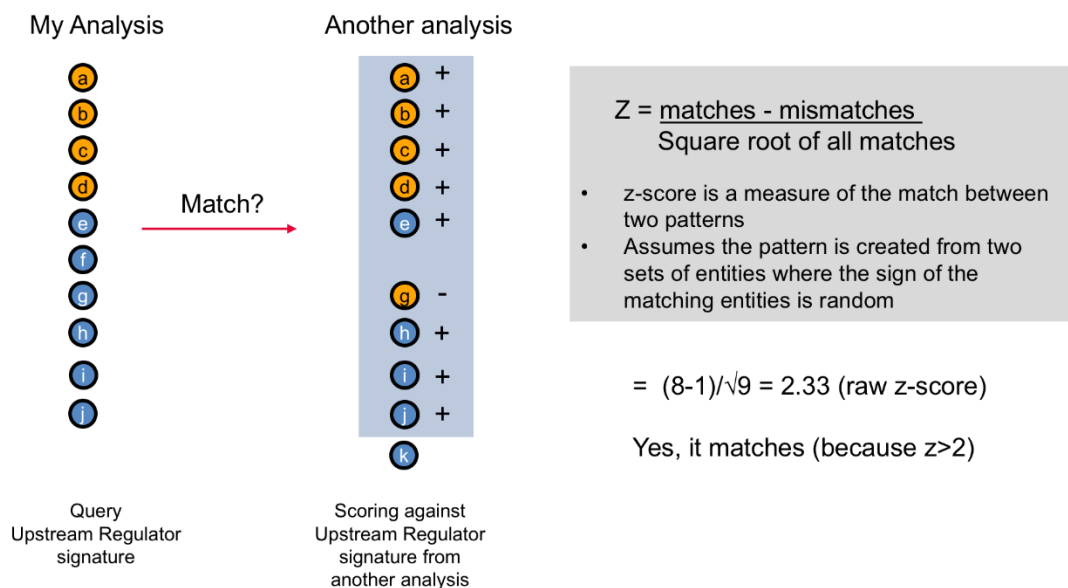 My Analysis
a
b
c
d
e
f
g
h
i
j
Query
Upstream Regulator
signature
Match?
Another analysis
a +
b +
c +
d +
e +
g -
h +
i +
j +
k
Scoring against
Upstream Regulator
signature from
another analysis
Z = matches - mismatches
Square root of all matches
• z-score is a measure of the match between
two patterns
• Assumes the pattern is created from two
sets of entities where the sign of the
matching entities is random
= (8-1)/√9 = 2.33 (raw z-score)
Yes, it matches (because z>2)